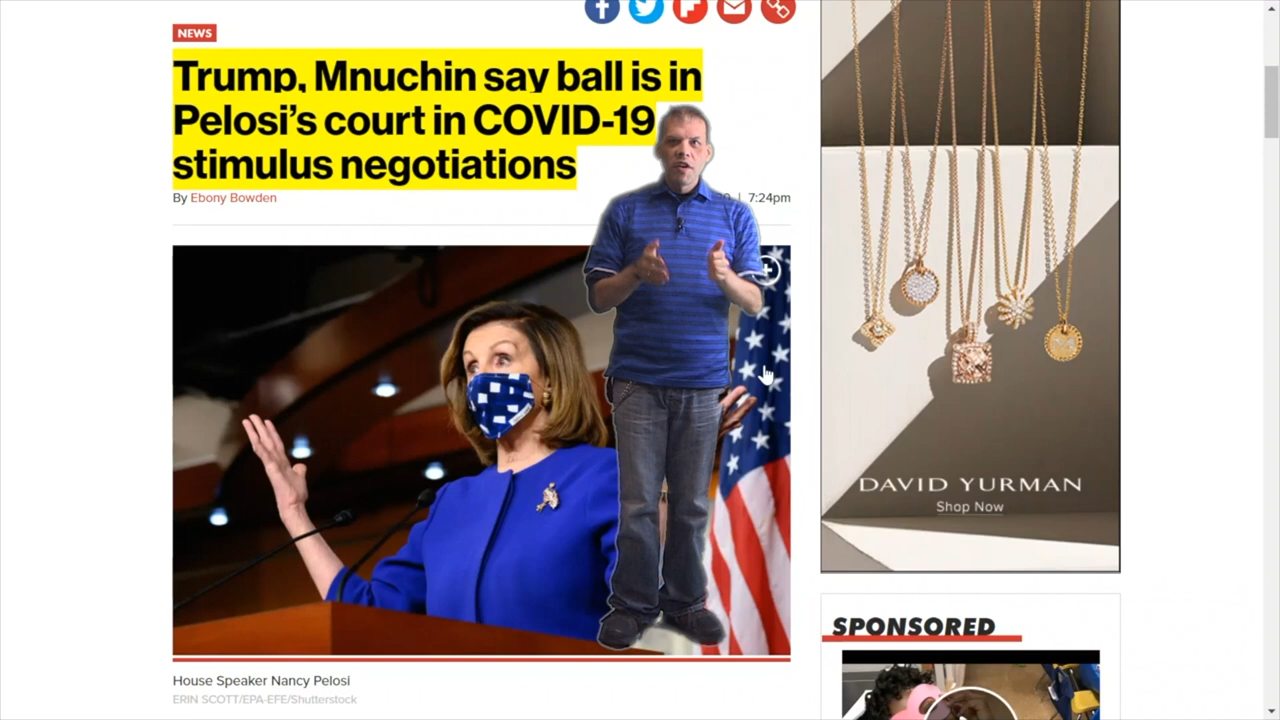 NEWS
Trump, Mnuchin say ball is in
Pelosi's court in COVID-19
stimulus negotiations
By Ebony Bowden
| 7:24pm
House Speaker Nancy Pelosi
ERIN SCOTT/EPA-EFE/Shutterstock
DAVID YURMAN
Shop Now
SPONSORED